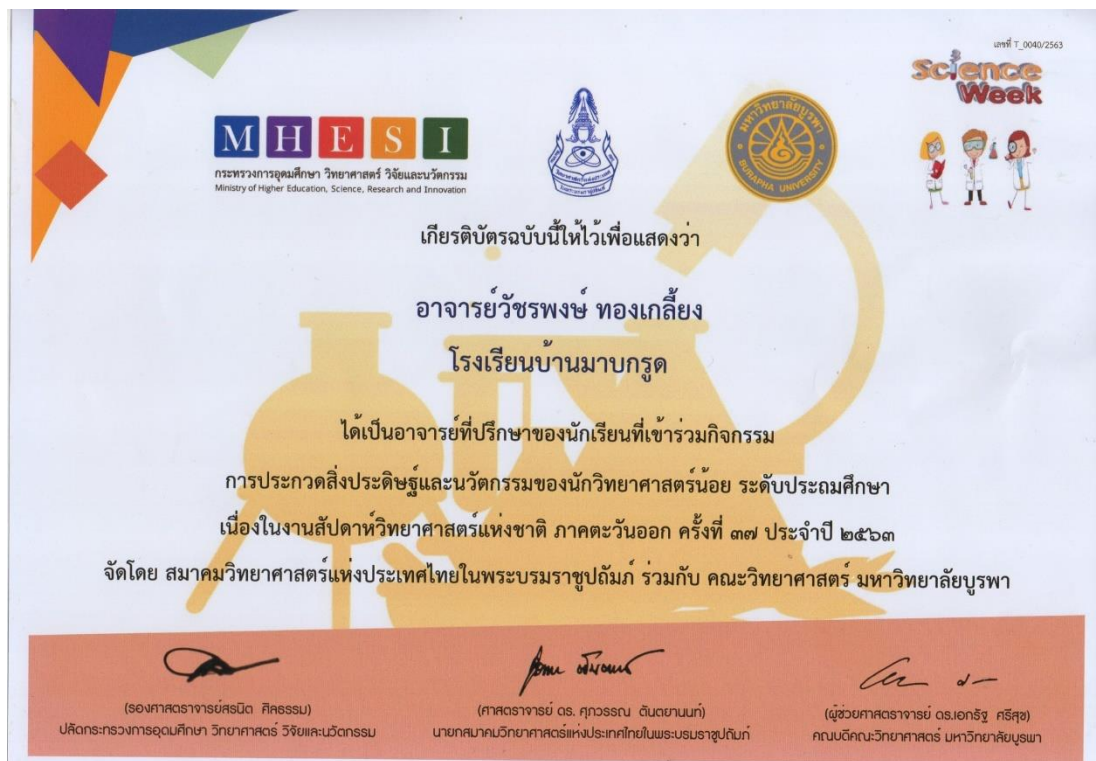 เลขที่ T_0040/2563
Science
Week
MHESI
กระทรวงการอุดมศึกษา วิทยาศาสตร์ วิจัยและนวัตกรรม
Ministry of Higher Education, Science, Research and Innovation
มหาวิทยาลัยบูรพา
BURAPHA UNIVERSITY
เกียรติบัตรฉบับนี้ให้ไว้เพื่อแสดงว่า
อาจารย์วัชรพงษ์ ทองเกลี้ยง
โรงเรียนบ้านมาบกรูด
ได้เป็นอาจารย์ที่ปรึกษาของนักเรียนที่เข้าร่วมกิจกรรม
การประกวดสิ่งประดิษฐ์และนวัตกรรมของนักวิทยาศาสตร์น้อย ระดับประถมศึกษา
เนื่องในงานสัปดาห์วิทยาศาสตร์แห่งชาติ ภาคตะวันออก ครั้งที่ ๓๗ ประจำปี ๒๕๖๓
จัดโดย สมาคมวิทยาศาสตร์แห่งประเทศไทยในพระบรมราชูปถัมภ์ ร่วมกับ คณะวิทยาศาสตร์ มหาวิทยาลัยบูรพา
(รองศาสตราจารย์สรนิต ศิลธรรม)
ปลัดกระทรวงการอุดมศึกษา วิทยาศาสตร์ วิจัยและนวัตกรรม
(ศาสตราจารย์ ดร. ศุภวรรณ ตันตยานนท์)
นายกสมาคมวิทยาศาสตร์แห่งประเทศไทยในพระบรมราชูปถัมภ์
(ผู้ช่วยศาสตราจารย์ ดร.เอกรัฐ ศรีสุข)
คณบดีคณะวิทยาศาสตร์ มหาวิทยาลัยบูรพา